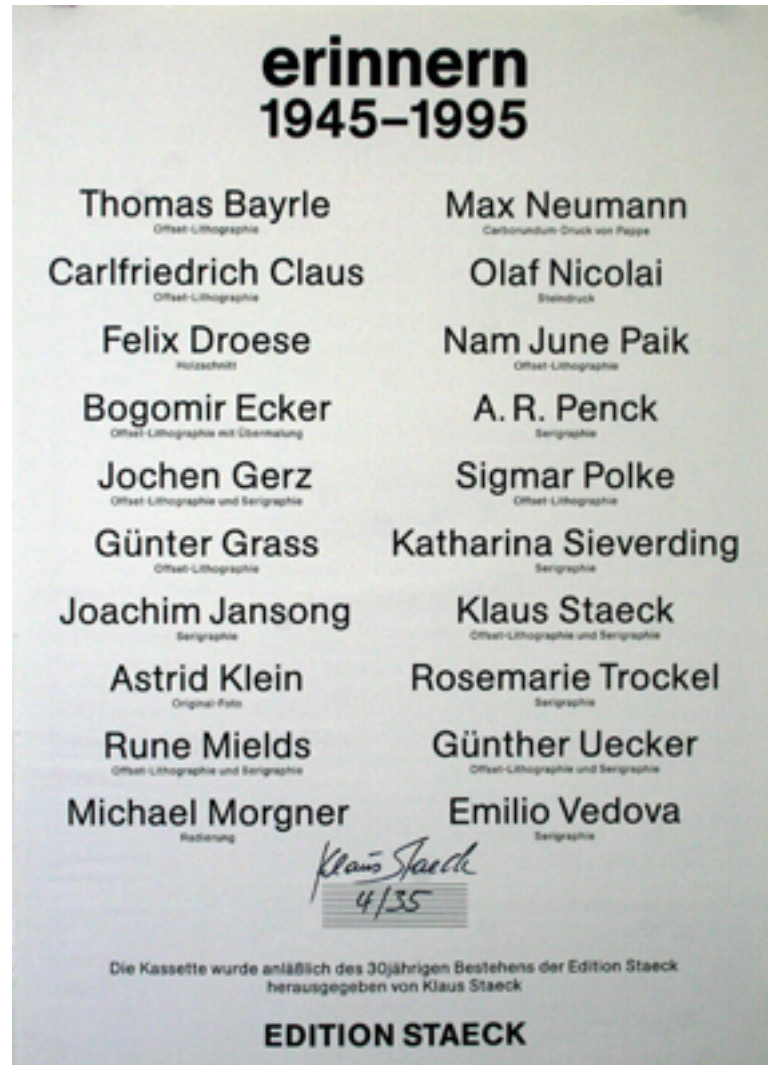 erinnern
1945–1995
Thomas Bayrle
Offset-Lithographie
Carlfriedrich Claus
Offset-Lithographie
Felix Droese
Holzschnitt
Bogomir Ecker
Offset-Lithographie mit Übermalung
Jochen Gerz
Offset-Lithographie und Serigraphie
Günter Grass
Offset-Lithographie
Joachim Jansong
Serigraphie
Astrid Klein
Original-Foto
Rune Mields
Offset-Lithographie und Serigraphie
Michael Morgner
Radierung
Max Neumann
Carborundum-Druck von Pappe
Olaf Nicolai
Steindruck
Nam June Paik
Offset-Lithographie
A. R. Penck
Serigraphie
Sigmar Polke
Offset-Lithographie
Katharina Sieverding
Serigraphie
Klaus Staeck
Offset-Lithographie und Serigraphie
Rosemarie Trockel
Serigraphie
Günther Uecker
Offset-Lithographie und Serigraphie
Emilio Vedova
Serigraphie
Klaus Staeck
4/35
Die Kassette wurde anläßlich des 30jährigen Bestehens der Edition Staeck
herausgegeben von Klaus Staeck
EDITION STAECK